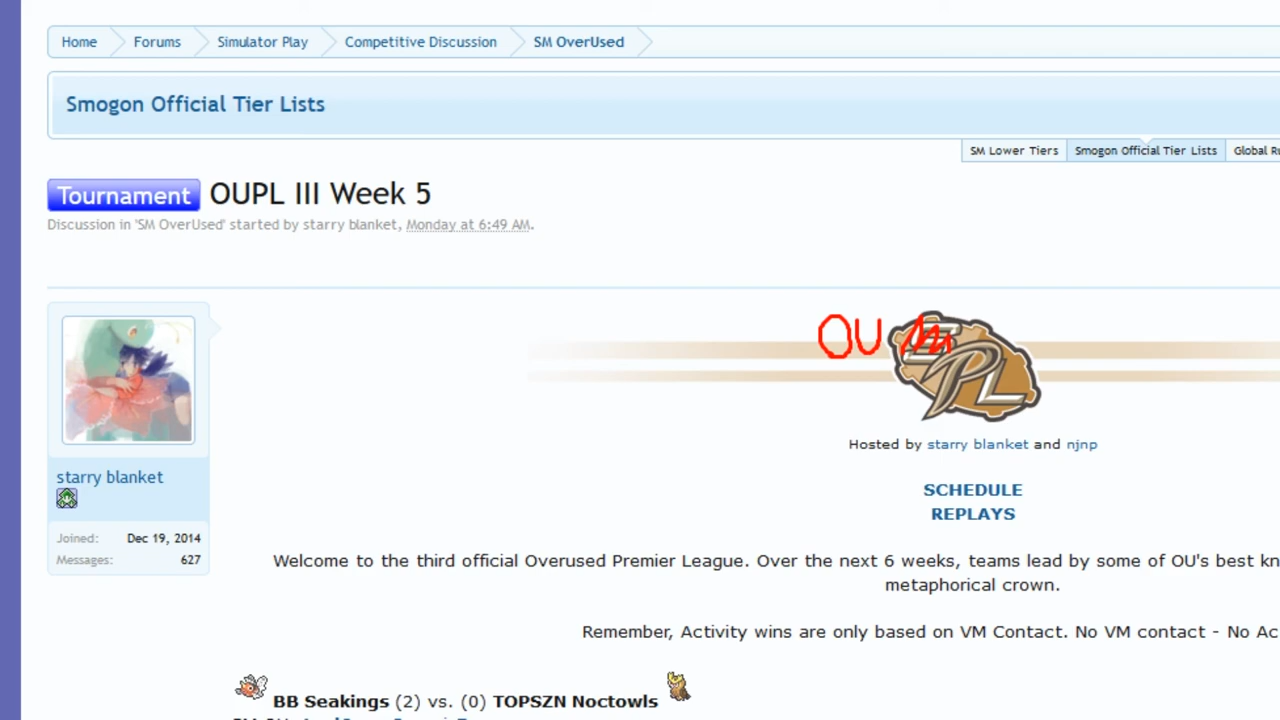 Home Forums Simulator Play Competitive Discussion SM OverUsed
Smogon Official Tier Lists
SM Lower Tiers Smogon Official Tier Lists Global Ru
Tournament OUPL III Week 5
Discussion in 'SM OverUsed' started by starry blanket, Monday at 6:49 AM.
OU
EPL
Hosted by starry blanket and njnp
SCHEDULE
REPLAYS
starry blanket
Joined: Dec 19, 2014
Messages: 627
Welcome to the third official Overused Premier League. Over the next 6 weeks, teams lead by some of OU's best kn
metaphorical crown.
Remember, Activity wins are only based on VM Contact. No VM contact - No Ac
BB Seakings (2) vs. (0) TOPSZN Noctowls